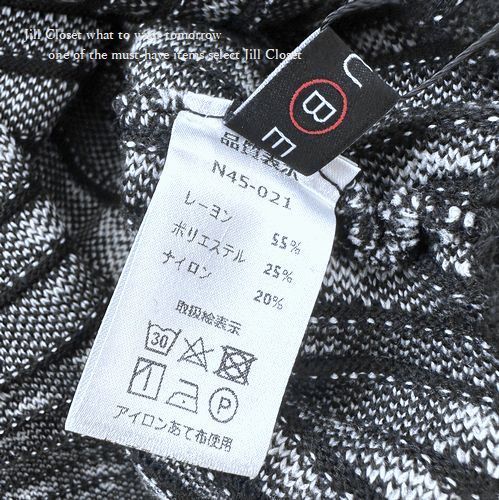 Jill Closet what to wear tomorrow
one of the must-have items select Jill Closet
U B E
品質表示
N45-021
レーヨン 55%
ポリエステル 25%
ナイロン 20%
取扱絵表示
30
P
アイロンあて布使用